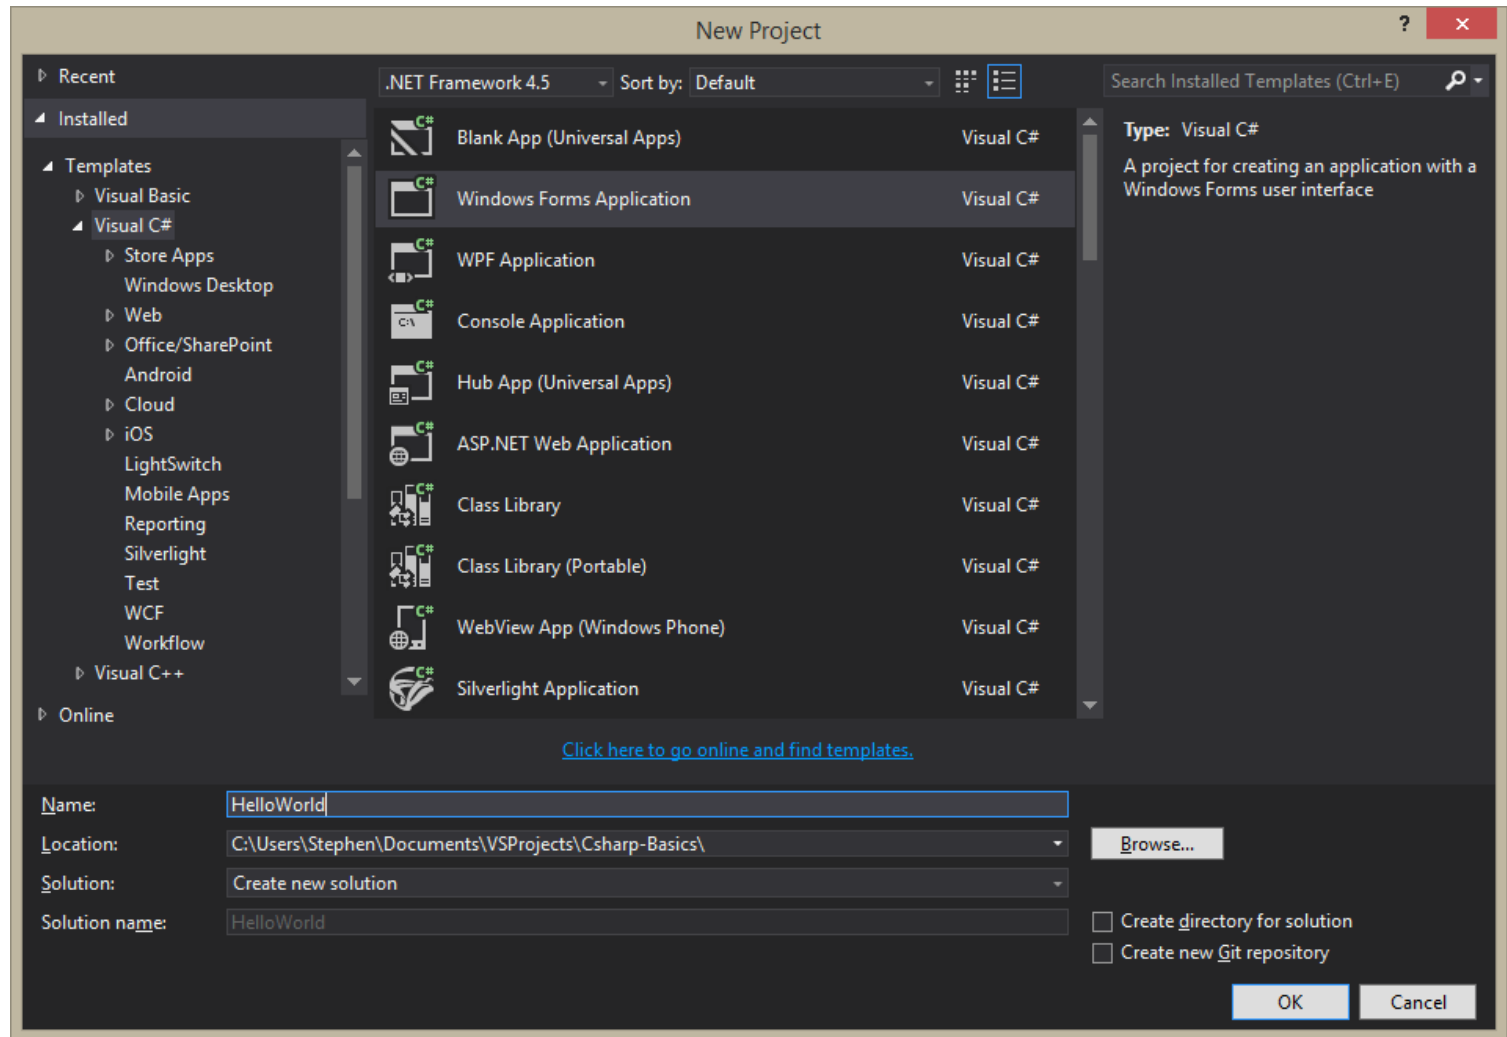 New Project
?
Recent
Installed
Templates
Visual Basic
Visual C#
Store Apps
Windows Desktop
Web
Office/SharePoint
Android
Cloud
iOS
LightSwitch
Mobile Apps
Reporting
Silverlight
Test
WCF
Workflow
Visual C++
Online
.NET Framework 4.5 Sort by: Default
C# Blank App (Universal Apps) Visual C#
C# Windows Forms Application Visual C#
C# WPF Application Visual C#
C# C:\ Console Application Visual C#
C# Hub App (Universal Apps) Visual C#
C# ASP.NET Web Application Visual C#
C# Class Library Visual C#
C# Class Library (Portable) Visual C#
C# WebView App (Windows Phone) Visual C#
C# Silverlight Application Visual C#
Click here to go online and find templates.
Search Installed Templates (Ctrl+E)
Type: Visual C#
A project for creating an application with a
Windows Forms user interface
Name: HelloWorld
Location: C:\Users\Stephen\Documents\VSProjects\Csharp-Basics\ Browse...
Solution: Create new solution
Solution name: HelloWorld
Create directory for solution
Create new Git repository
OK Cancel